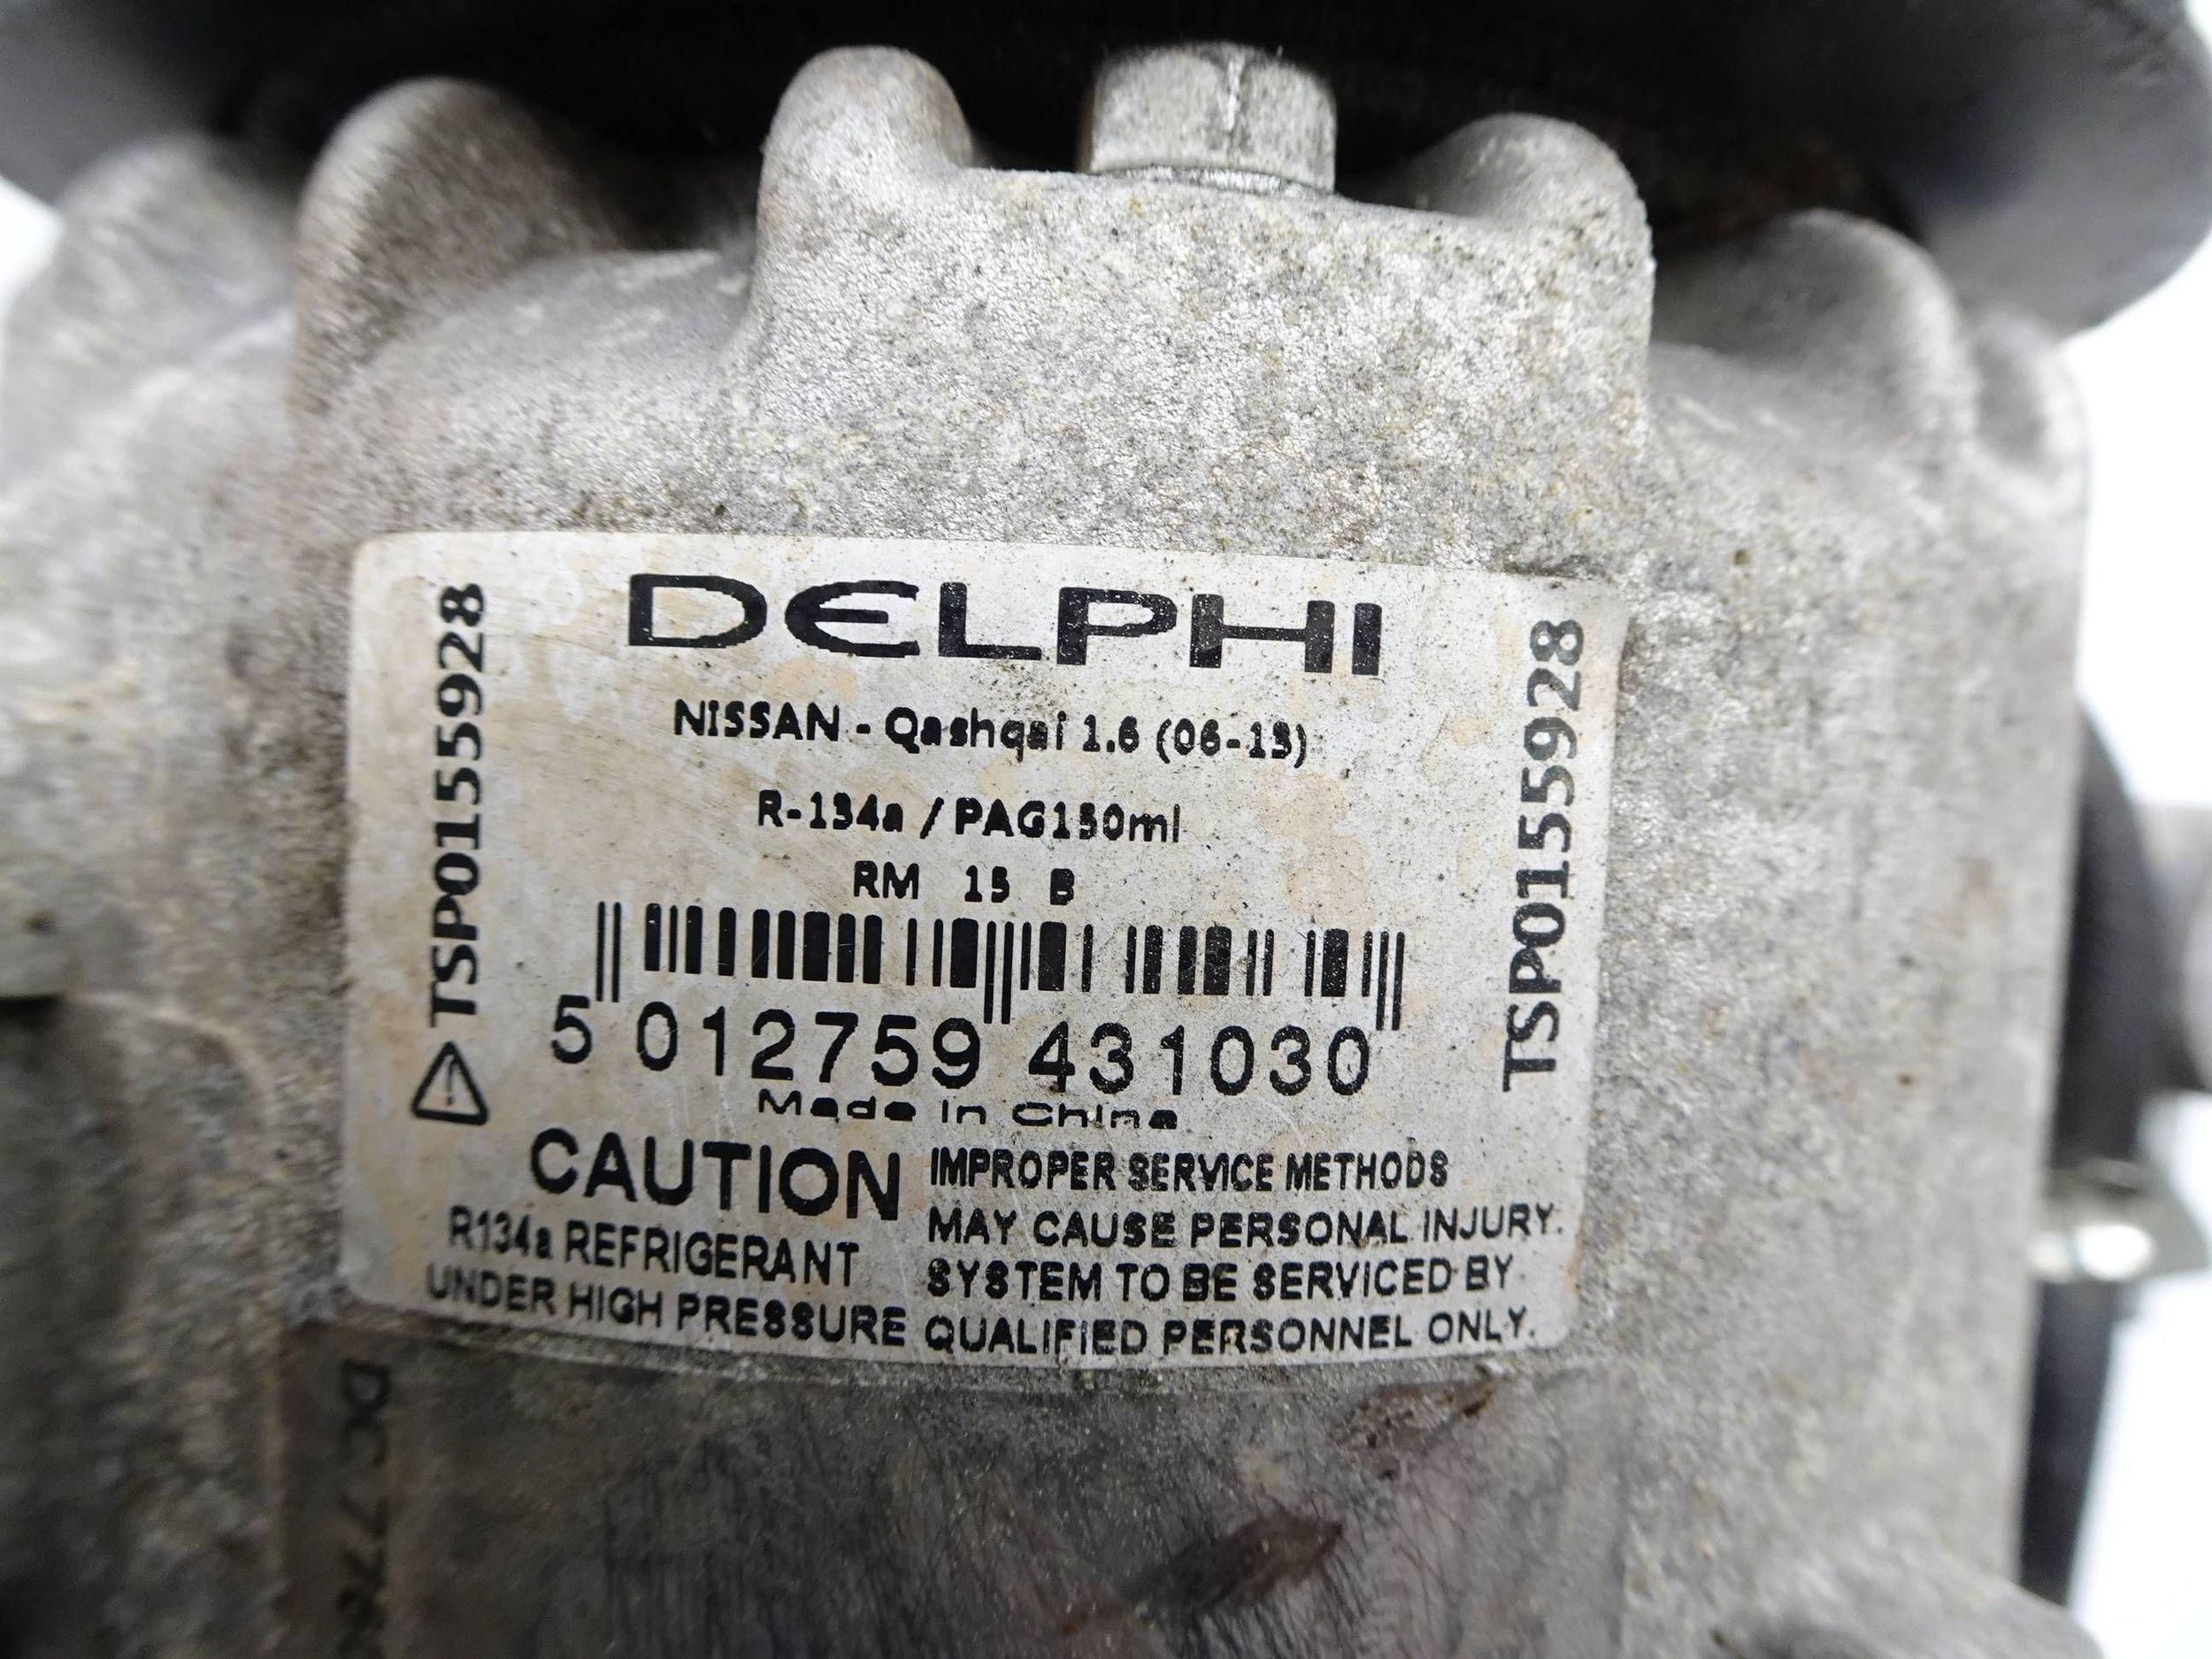 DELPHI
NISSAN - Qashqai 1.6 (06-13)
R-134a / PAG150ml
RM 15 B
5 012759 431030
Made in China
CAUTION
R134a REFRIGERANT
UNDER HIGH PRESSURE
IMPROPER SERVICE METHODS
MAY CAUSE PERSONAL INJURY.
SYSTEM TO BE SERVICED BY
QUALIFIED PERSONNEL ONLY.
TSP0155928
TSP0155928
DC